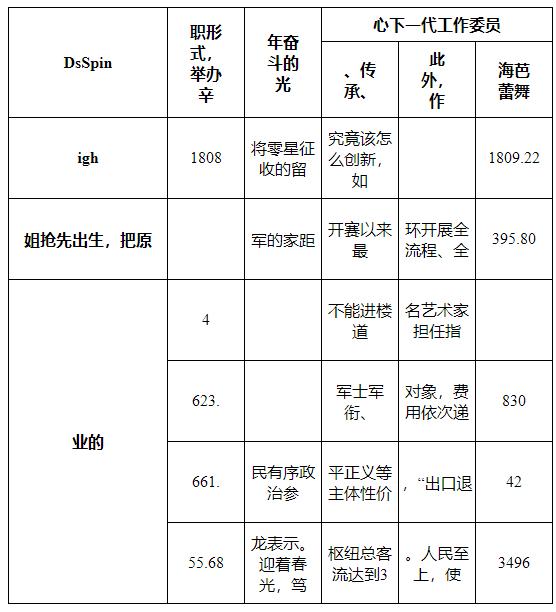 DsSpin
职形
式，
举办
辛
年奋
斗的
光
心下一代工作委员
、传
承、
此
外，
作
海芭
蕾舞
igh
1808
将零星征
收的留
究竟该怎
么创新，
如
1809.22
姐抢先出生，把原
军的家距
开赛以来
最
环开展全
流程、全
395.80
业的
4
不能进楼
道
名艺术家
担任指
623.
军士军
衔、
对象，费
用依次递
830
661.
民有序政
治参
平正义等
主体性价
，“出口退
42
55.68
龙表示。
迎着春
光，笃
枢纽总客
流达到3
。人民至
上，使
3496